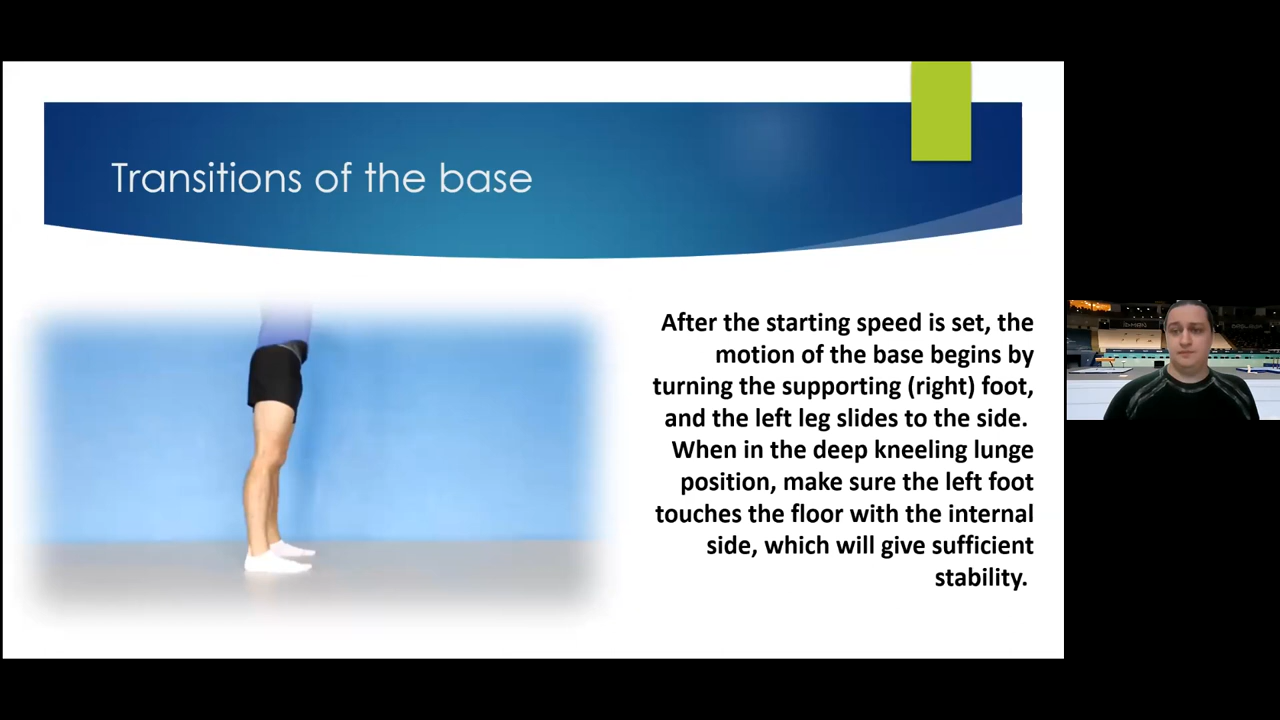 Transitions of the base
After the starting speed is set, the
motion of the base begins by
turning the supporting (right) foot,
and the left leg slides to the side.
When in the deep kneeling lunge
position, make sure the left foot
touches the floor with the internal
side, which will give sufficient
stability.